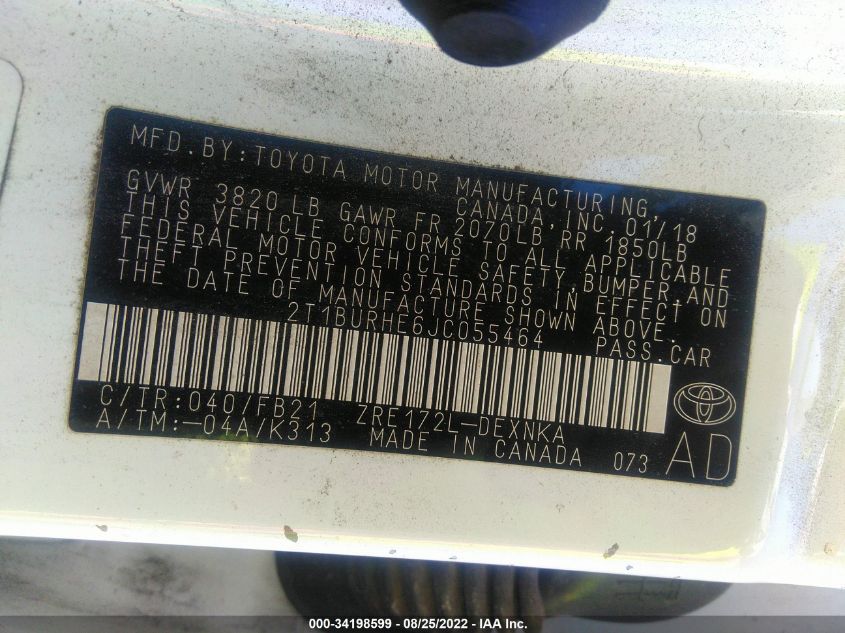 MFD. BY: TOYOTA MOTOR MANUFACTURING,
CANADA, INC. 01/18
GVWR 3820 LB GAWR FR 2070LB RR 1850LB
THIS VEHICLE CONFORMS TO ALL APPLICABLE
FEDERAL MOTOR VEHICLE SAFETY, BUMPER, AND
THEFT PREVENTION STANDARDS IN EFFECT ON
THE DATE OF MANUFACTURE SHOWN ABOVE.
2T1BURHE6JC055464 PASS. CAR
C/TR: 040/FB21 ZRE172L-DEXNKA
A/TM:-04A/K313 MADE IN CANADA 073 AD
000-34198599 / 08/25/2022 - IAA Inc.